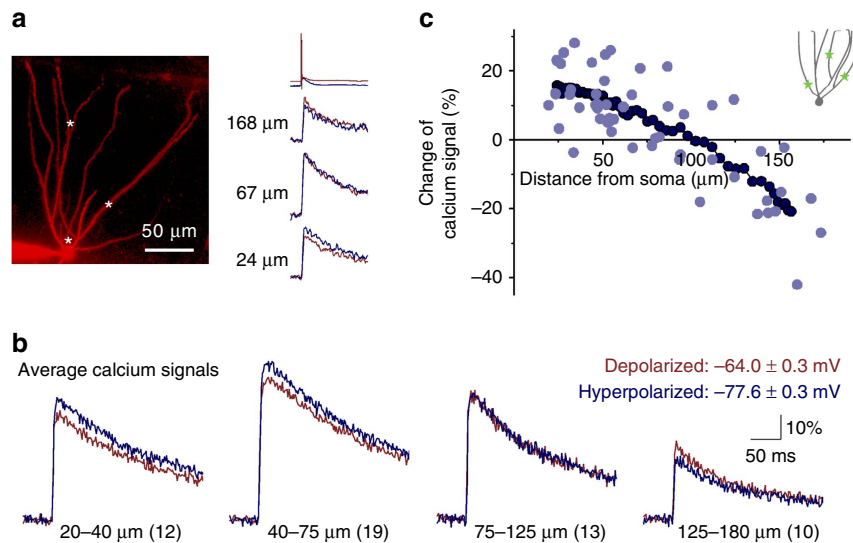 a
168 µm
67 µm
24 µm
50 µm
c
Change of
calcium signal (%)
20
0
−20
−40
50
100
150
Distance from soma (µm)
b
Average calcium signals
Depolarized: −64.0 ± 0.3 mV
Hyperpolarized: −77.6 ± 0.3 mV
10%
50 ms
20–40 µm (12)
40–75 µm (19)
75–125 µm (13)
125–180 µm (10)